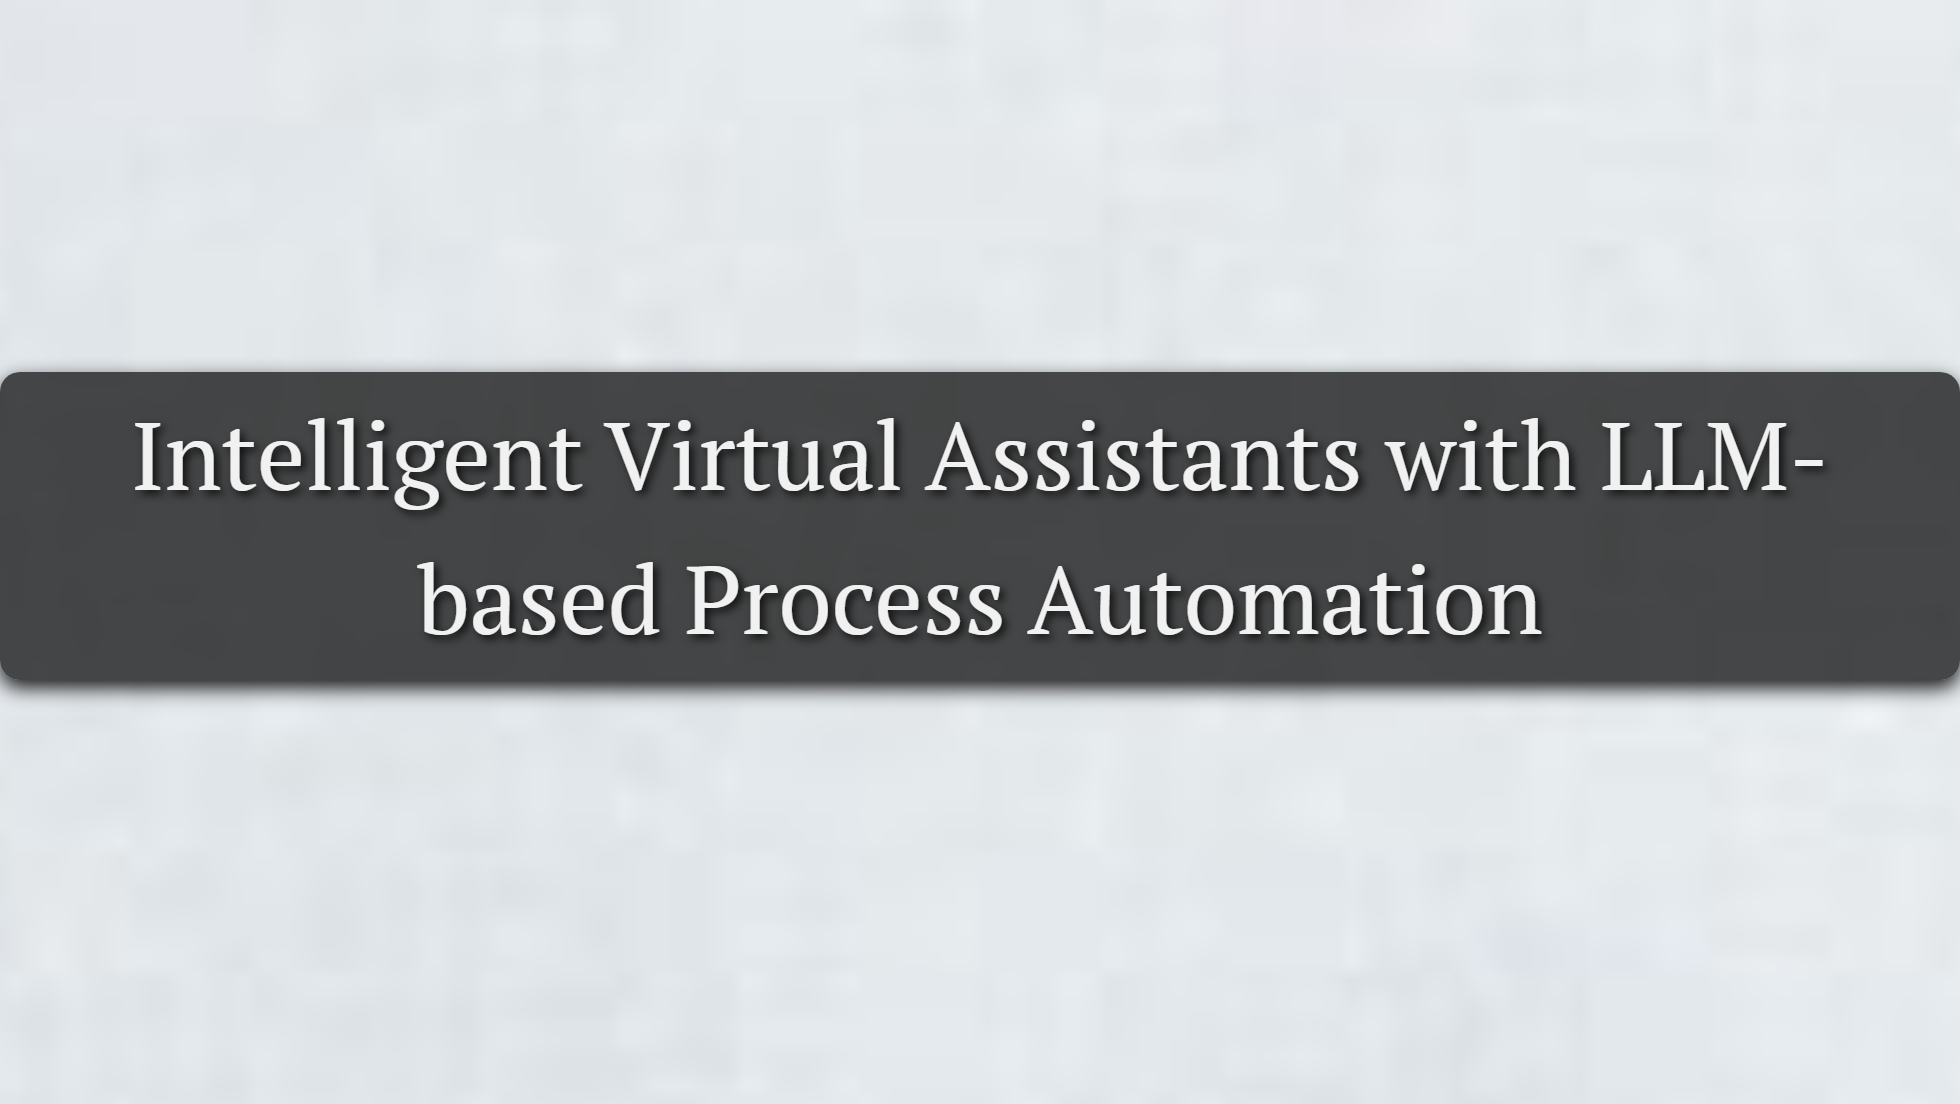 Intelligent Virtual Assistants with LLM-
based Process Automation